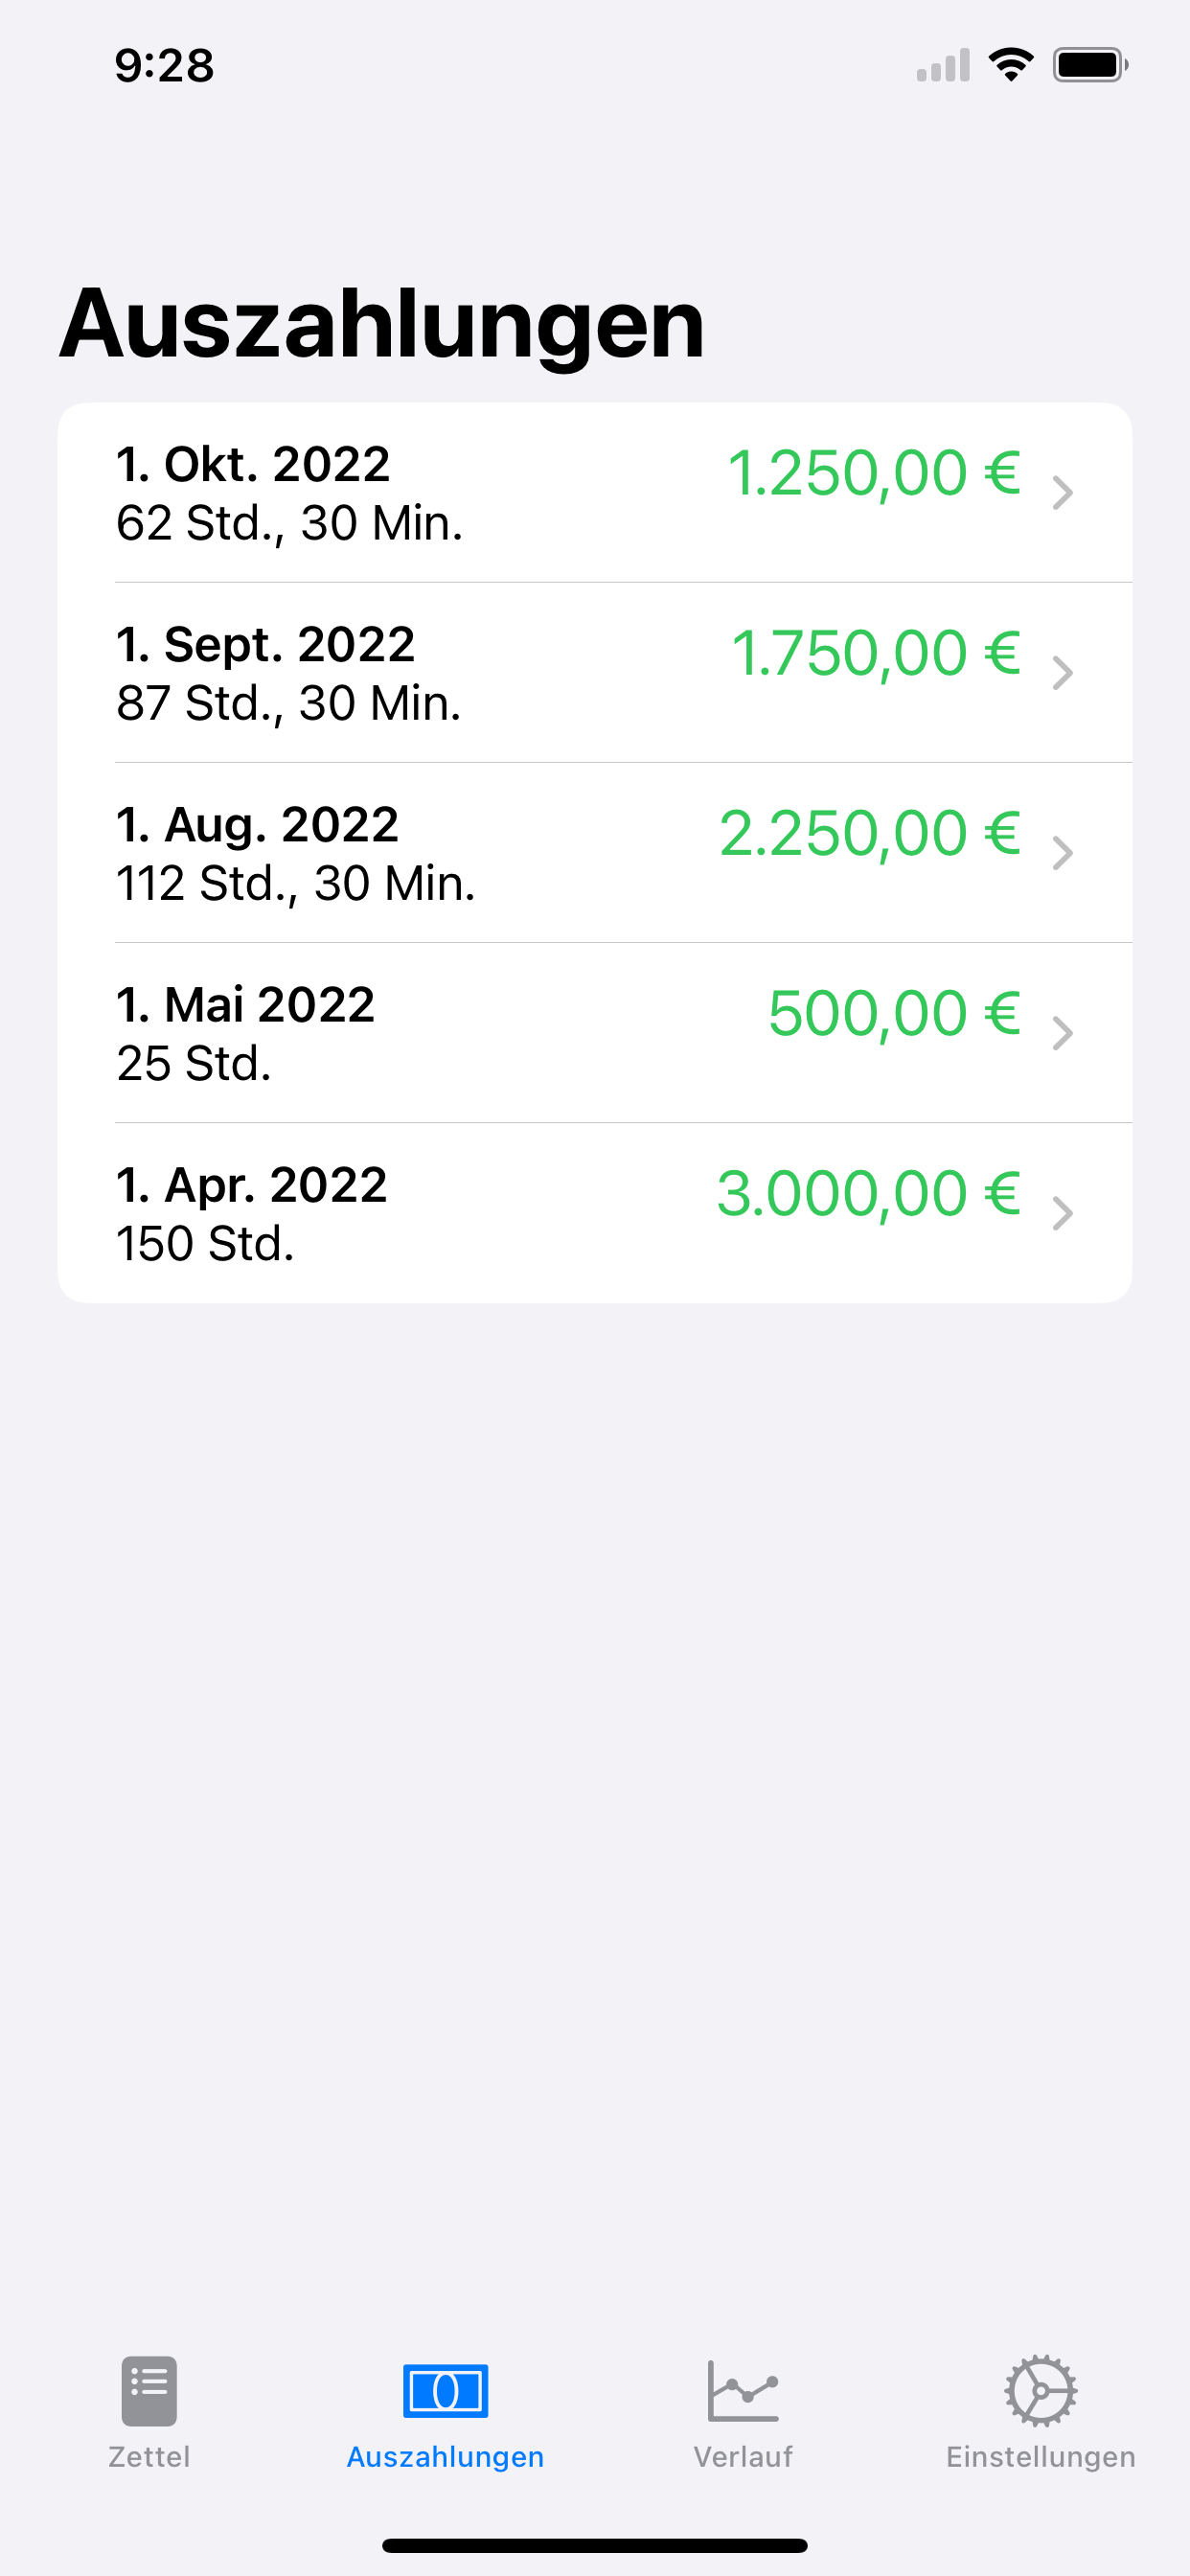 9:28
Auszahlungen
1. Okt. 2022
1.250,00 €
62 Std., 30 Min.
1. Sept. 2022
1.750,00 €
87 Std., 30 Min.
1. Aug. 2022
2.250,00 €
112 Std., 30 Min.
1. Mai 2022
500,00 €
25 Std.
1. Apr. 2022
3.000,00 €
150 Std.
Zettel
Auszahlungen
Verlauf
Einstellungen